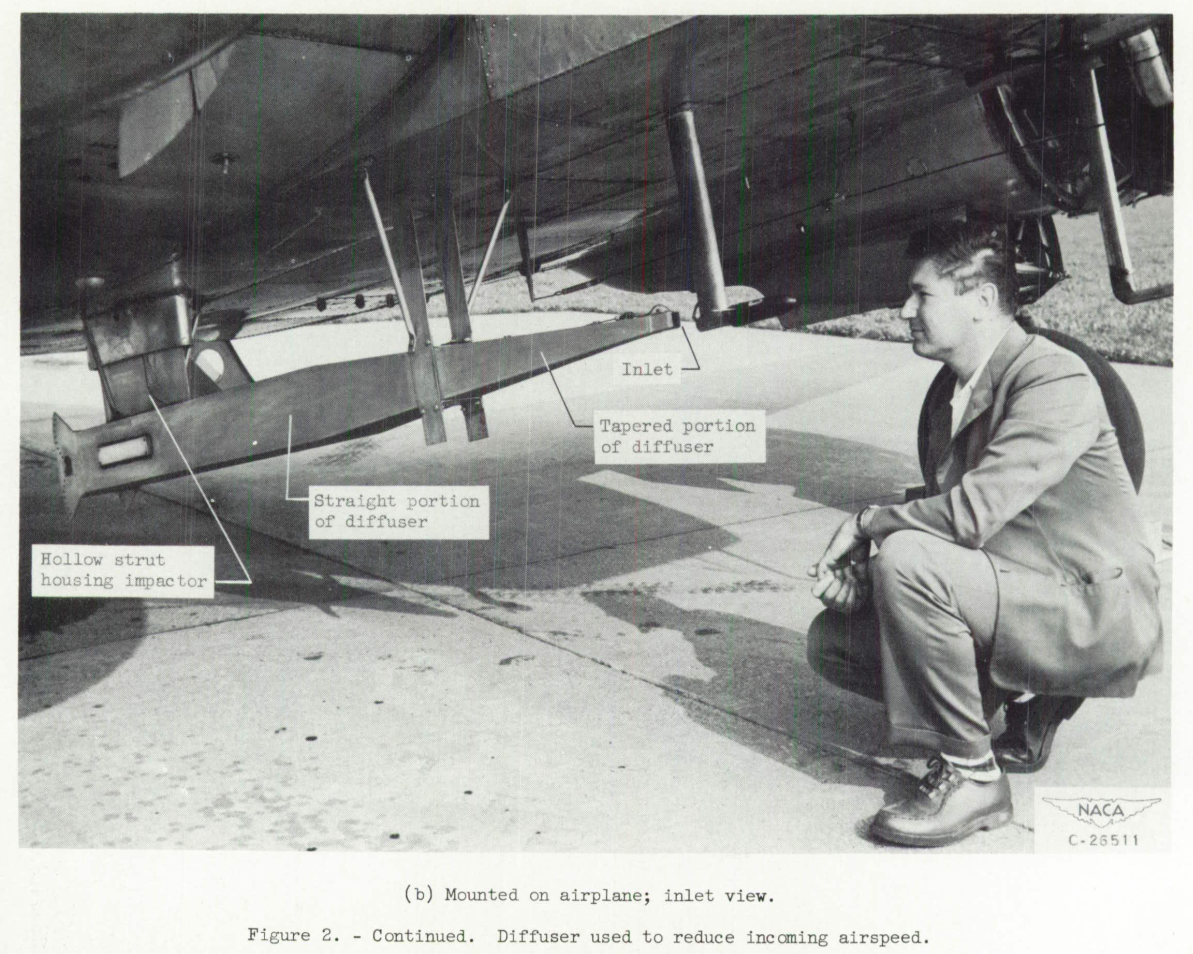 Inlet
Tapered portion
of diffuser
Straight portion
of diffuser
Hollow strut
housing impactor
NACA
C-26511
(b) Mounted on airplane; inlet view.
Figure 2. - Continued. Diffuser used to reduce incoming airspeed.